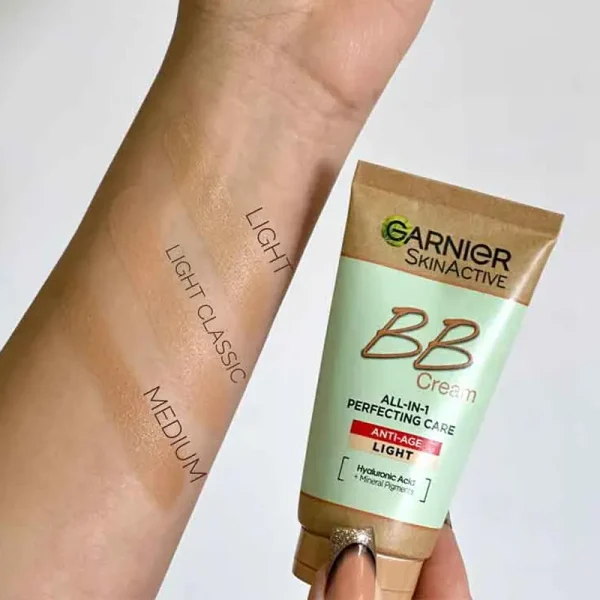 LIGHT
LIGHT CLASSIC
MEDIUM
GARNIER
SKINACTIVE
BB
Cream
ALL-IN-1
PERFECTING CARE
ANTI-AGE
LIGHT
[ Hyaluronic Acid
+ Mineral Pigments ]